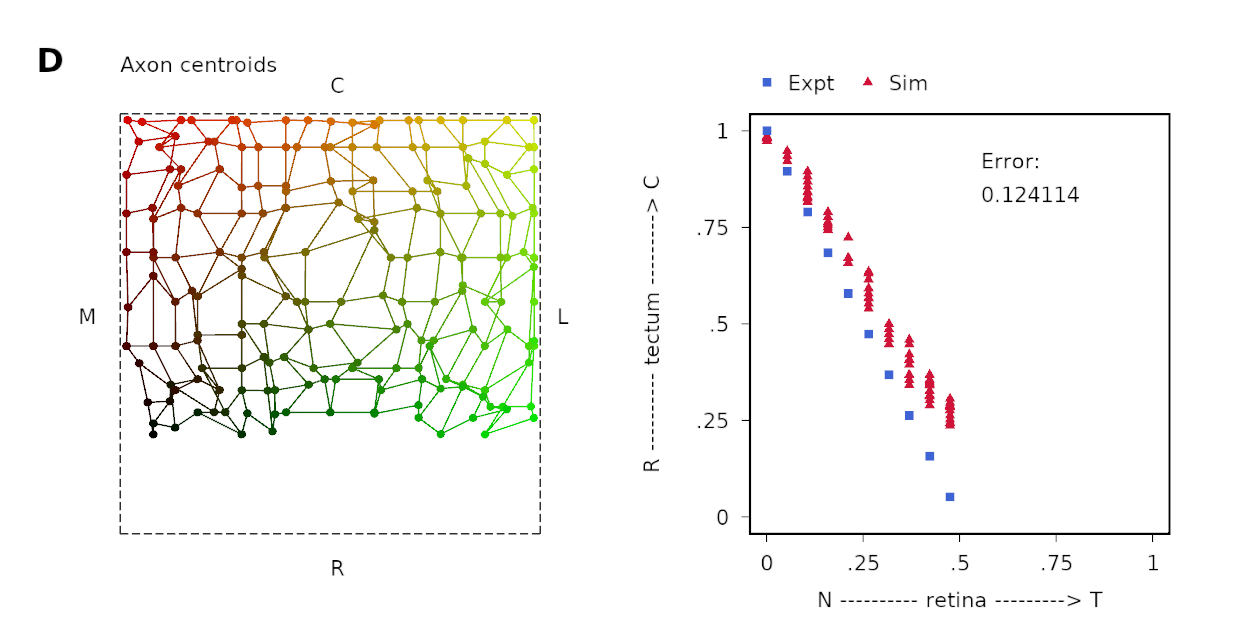 D
Axon centroids
C
M
L
R
Expt
Sim
Error:
0.124114
1
.75
.5
.25
0
R ---------- tectum ---------> C
0
.25
.5
.75
1
N ---------- retina ---------> T